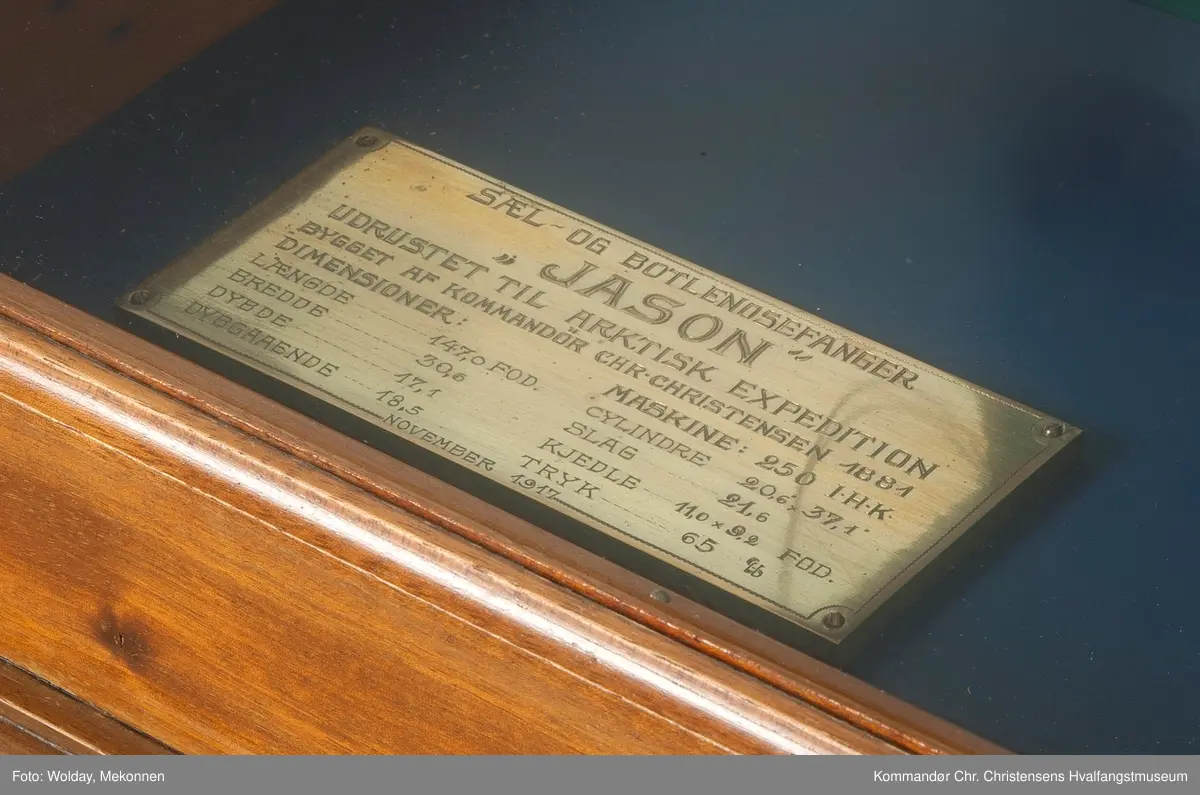 SÆL- OG BOTLENOSEFANGER
„ JASON “
UDRUSTET TIL ARKTISK EXPEDITION
BYGGET AF KOMMANDÖR CHR. CHRISTENSEN 1881
DIMENSIONER: MASKINE: 250 I.H.K.
LÆNGDE 147,0 FOD. CYLINDRE 20,6 × 37,1"
BREDDE 30,6 SLAG 21,6
DYBDE 17,1 KJEDLE 11,0 × 9,2 FOD.
DYBGAAENDE 18,5 TRYK 65 ℔
NOVEMBER 1917.
Foto: Wolday, Mekonnen
Kommandør Chr. Christensens Hvalfangstmuseum